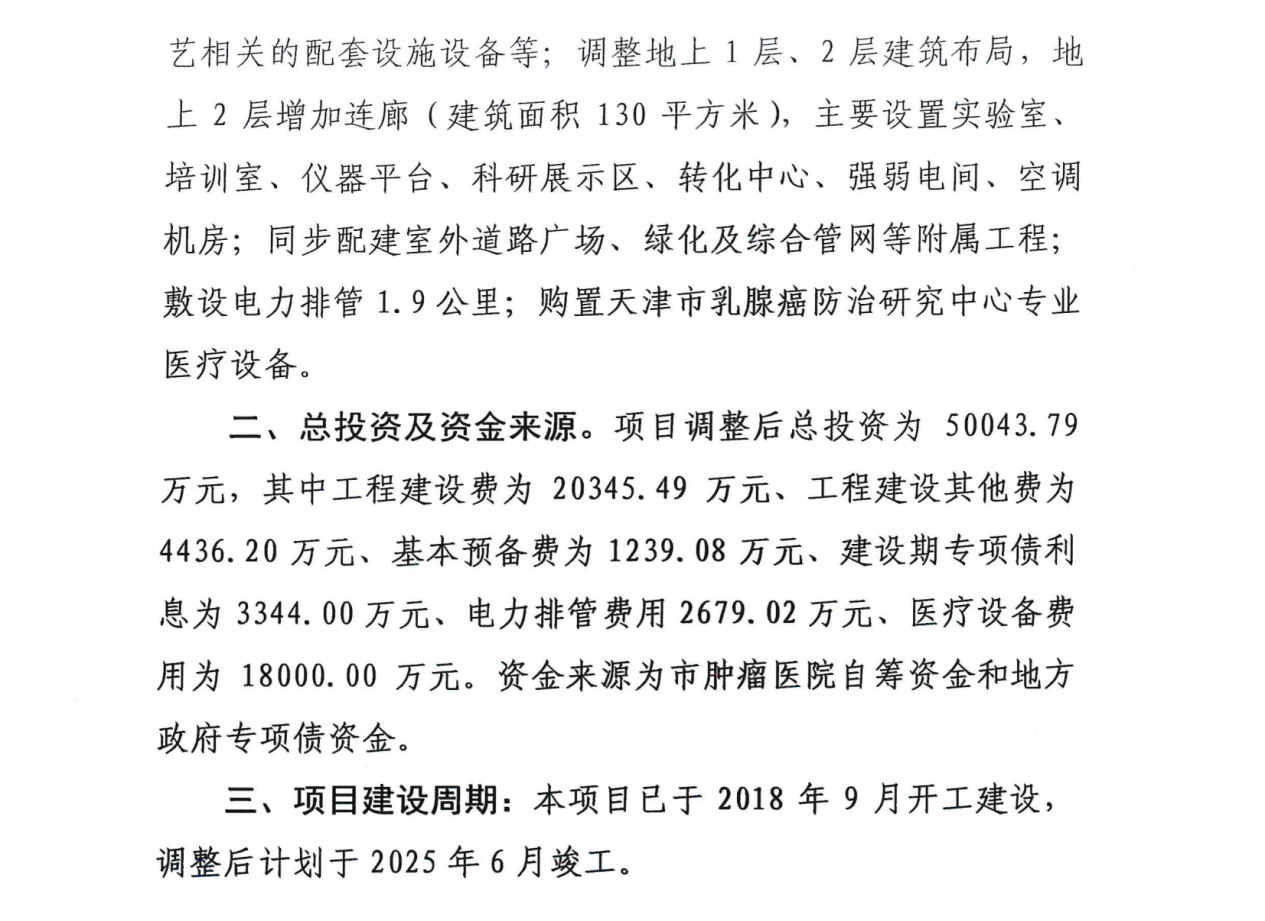 艺相关的配套设施设备等；调整地上 1 层、2 层建筑布局，地
上 2 层增加连廊（建筑面积 130 平方米），主要设置实验室、
培训室、仪器平台、科研展示区、转化中心、强弱电间、空调
机房；同步配建室外道路广场、绿化及综合管网等附属工程；
敷设电力排管 1.9 公里；购置天津市乳腺癌防治研究中心专业
医疗设备。
二、总投资及资金来源。项目调整后总投资为 50043.79
万元，其中工程建设费为 20345.49 万元、工程建设其他费为
4436.20 万元、基本预备费为 1239.08 万元、建设期专项债利
息为 3344.00 万元、电力排管费用 2679.02 万元、医疗设备费
用为 18000.00 万元。资金来源为市肿瘤医院自筹资金和地方
政府专项债资金。
三、项目建设周期：本项目已于 2018 年 9 月开工建设，
调整后计划于 2025 年 6 月竣工。